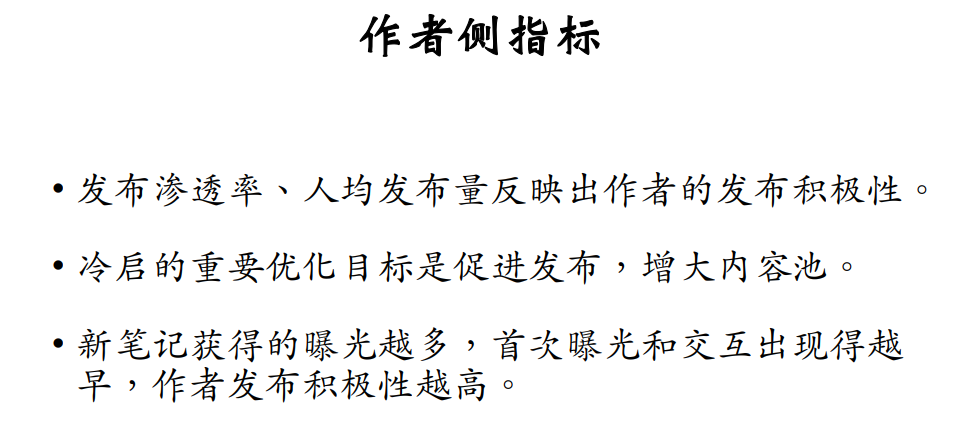 作者侧指标
• 发布渗透率、人均发布量反映出作者的发布积极性。
• 冷后的重要优化目标是促进发布，增大内容池。
• 新笔记获得的曝光越多，首次曝光和交互出现得越
早，作者发布积极性越高。